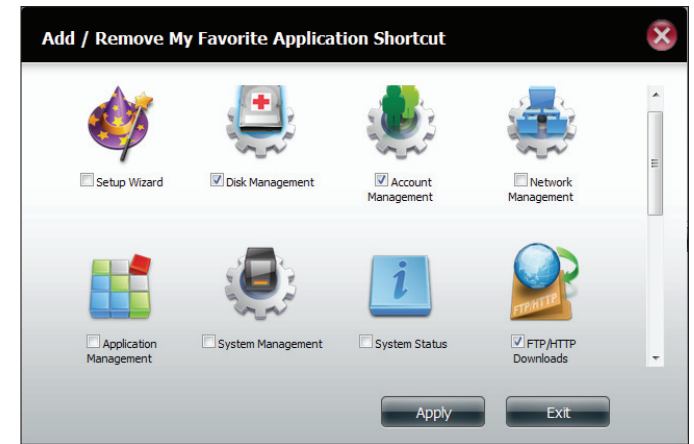 Add / Remove My Favorite Application Shortcut
Setup Wizard
Disk Management
Account
Management
Network
Management
FTP/HTTP
Application
Management
System Management
System Status
FTP/HTTP
Downloads
Apply
Exit